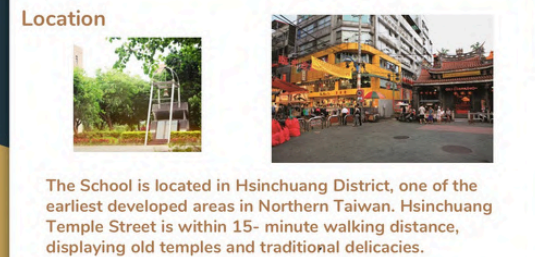 Location
The School is located in Hsinchuang District, one of the
earliest developed areas in Northern Taiwan. Hsinchuang
Temple Street is within 15- minute walking distance,
displaying old temples and traditional delicacies.